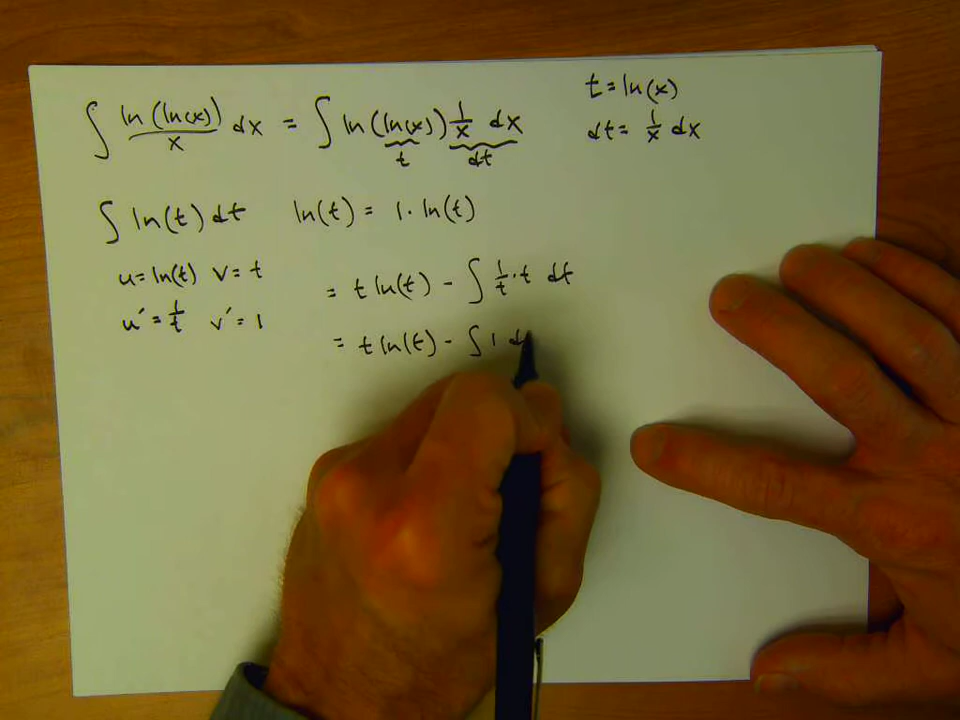 ∫ ln(ln(x))/x dx = ∫ ln(ln(x)) 1/x dx
t dt
t = ln(x)
dt = 1/x dx
∫ ln(t) dt ln(t) = 1 · ln(t)
u = ln(t) v = t
u′ = 1/t v′ = 1
= t ln(t) - ∫ 1/t · t dt
= t ln(t) - ∫ 1 d